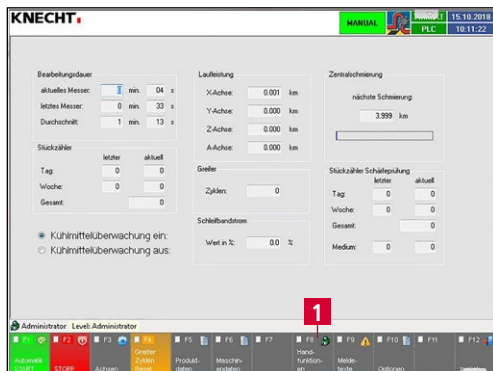 KNECHT
MANUAL
PLC
15.10.2018
10:11:22
Bearbeitungsdauer
aktuelles Messer: 0 min. 04 s
letztes Messer: 0 min. 33 s
Durchschnitt: 1 min. 13 s
Stückzähler
letzter aktuell
Tag: 0 0
Woche: 0 0
Gesamt: 0
Kühlmittelüberwachung ein:
Kühlmittelüberwachung aus:
Laufleistung
X-Achse: 0.001 km
Y-Achse: 0.000 km
Z-Achse: 0.000 km
A-Achse: 0.000 km
Greifer
Zyklen: 0
Schleifbandstrom
Wert in %: 0.0 %
Zentralschmierung
nächste Schmierung:
3.999 km
Stückzähler Schärfeprüfung
letzter aktuell
Tag: 0 0
Woche: 0 0
Gesamt: 0
Medium: 0 0
Administrator Level: Administrator
1
F1 Automatik START
F2 STOPP
F3 Achsen
F4 Greifer Zyklen Reset
F5 Produkt-daten
F6 Maschin-endaten
F7
F8 Hand-funktion-en
F9 Melde-texte
F10 Optionen
F11
F12